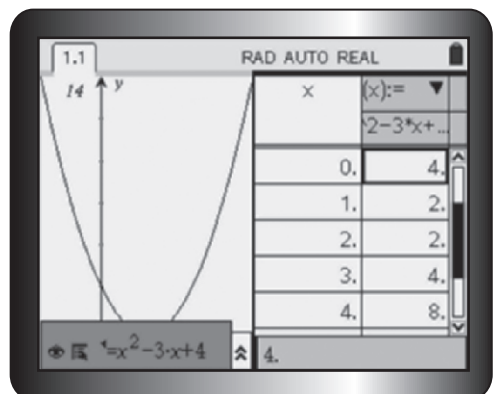 1.1 RAD AUTO REAL
14 y
x (x):= ▼
^2−3*x+...
0. 4.
1. 2.
2. 2.
3. 4.
4. 8.
=x²−3·x+4
4.